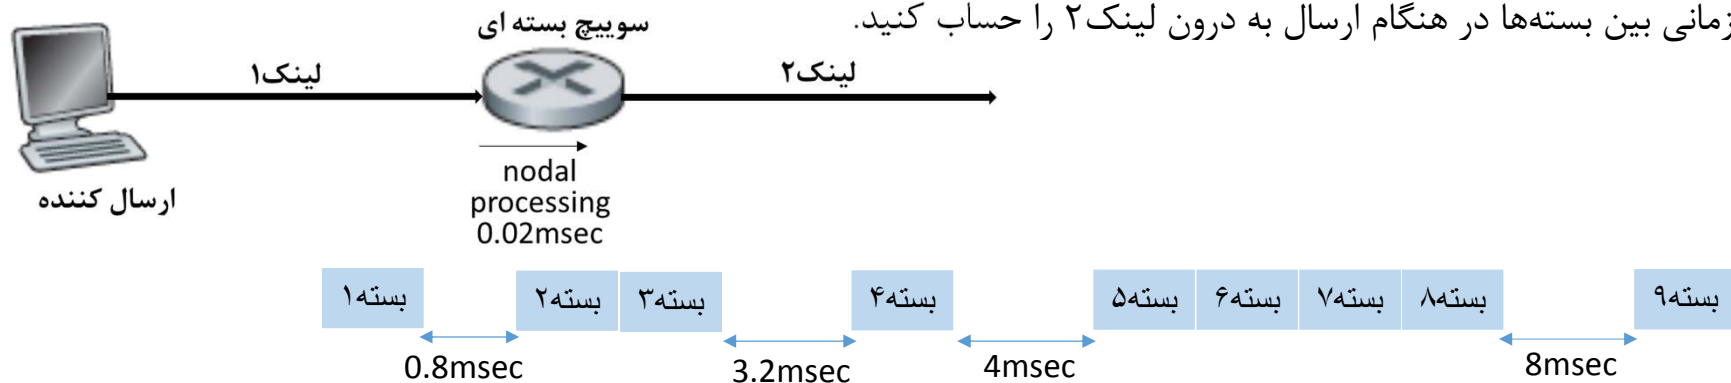 زمانی بین بسته‌ها در هنگام ارسال به درون لینک۲ را حساب کنید.
سوییچ بسته ای
لینک۱
لینک۲
nodal
processing
0.02msec
ارسال کننده
بسته۱
بسته۲
بسته۳
بسته۴
بسته۵
بسته۶
بسته۷
بسته۸
بسته۹
0.8msec
3.2msec
4msec
8msec